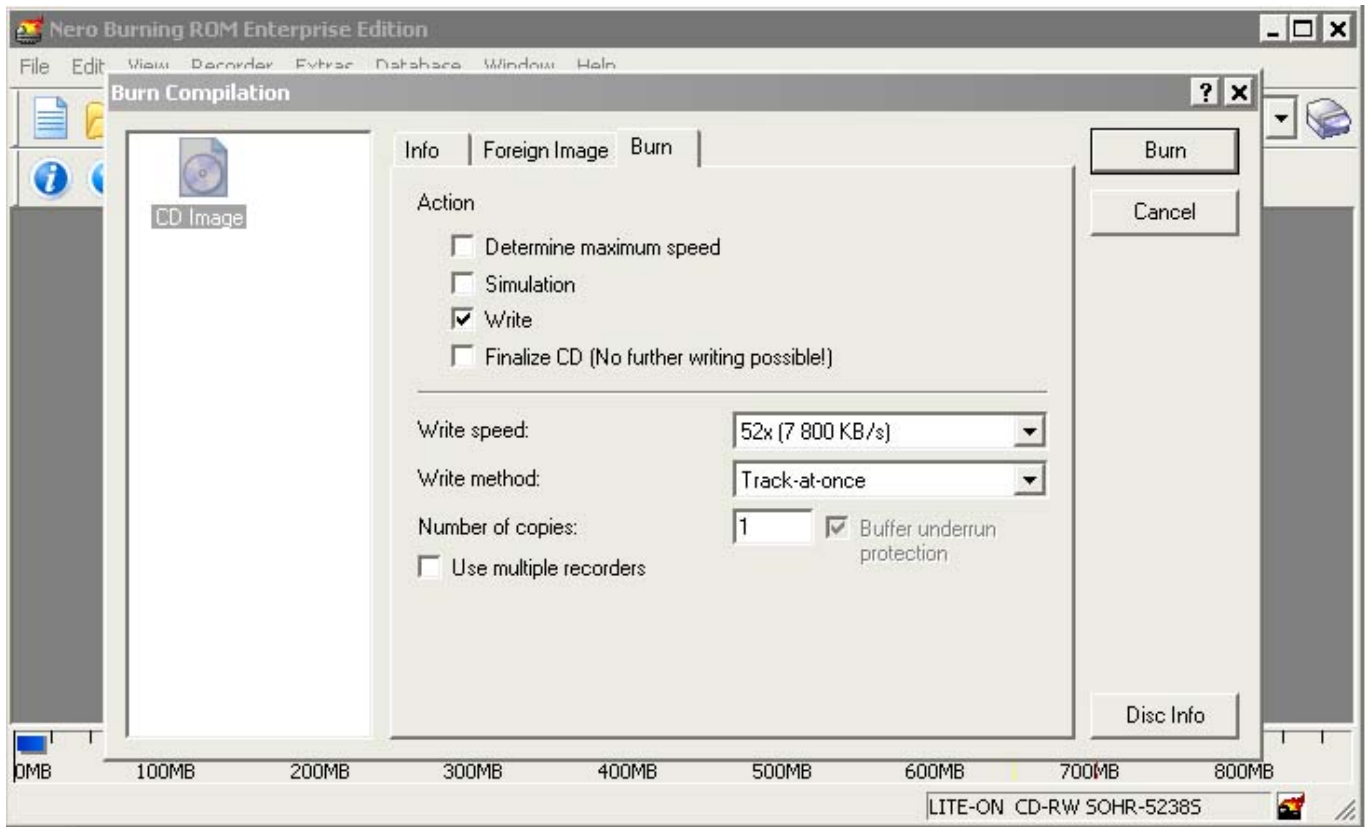 Nero Burning ROM Enterprise Edition
File Edit View Recorder Extras Database Window Help
Burn Compilation
CD Image
Info Foreign Image Burn
Burn
Cancel
Action
Determine maximum speed
Simulation
Write
Finalize CD (No further writing possible!)
Write speed: 52x (7 800 KB/s)
Write method: Track-at-once
Number of copies: 1 Buffer underrun
protection
Use multiple recorders
Disc Info
0MB 100MB 200MB 300MB 400MB 500MB 600MB 700MB 800MB
LITE-ON CD-RW SOHR-5238S